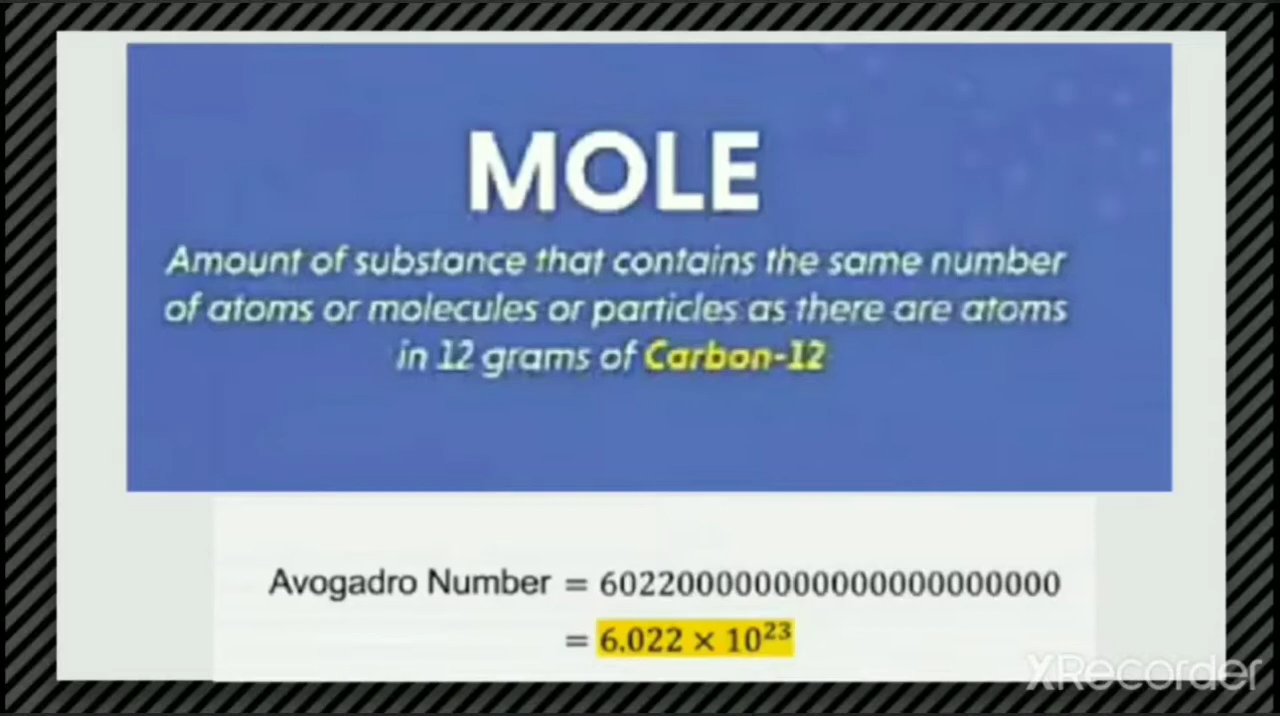 MOLE
Amount of substance that contains the same number
of atoms or molecules or particles as there are atoms
in 12 grams of Carbon-12
Avogadro Number = 602200000000000000000000
= 6.022 × 10²³
XRecorder